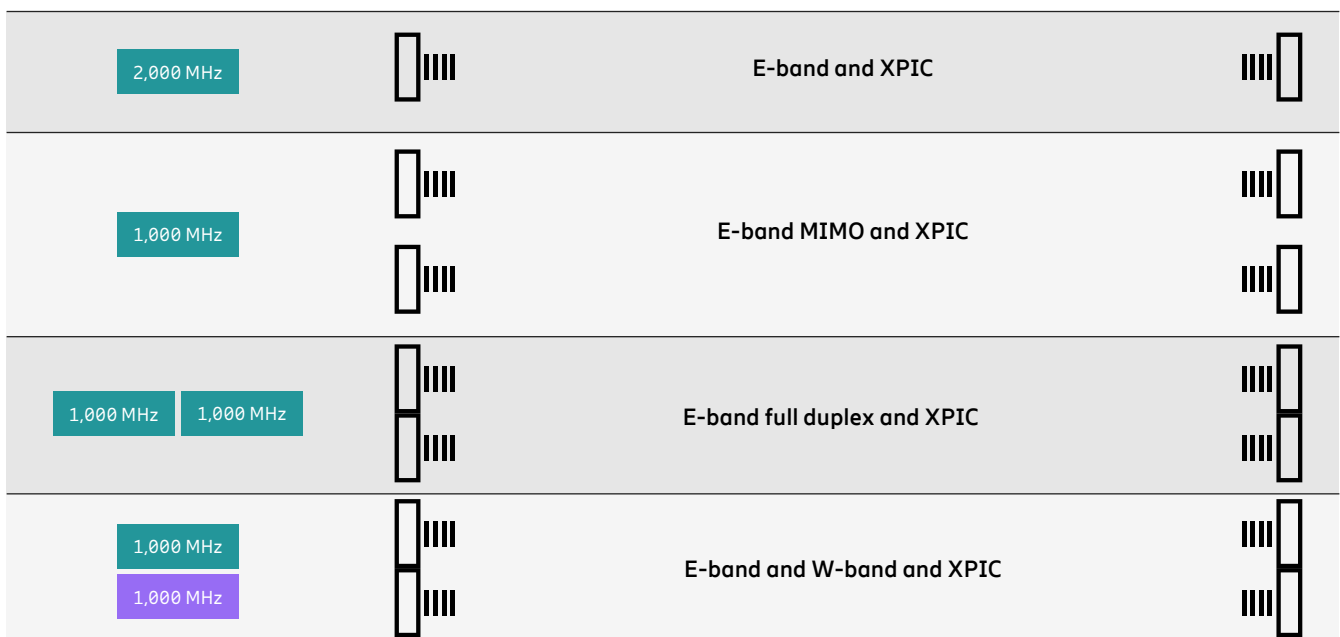 2,000 MHz
E-band and XPIC
1,000 MHz
E-band MIMO and XPIC
1,000 MHz 1,000 MHz
E-band full duplex and XPIC
1,000 MHz
1,000 MHz
E-band and W-band and XPIC